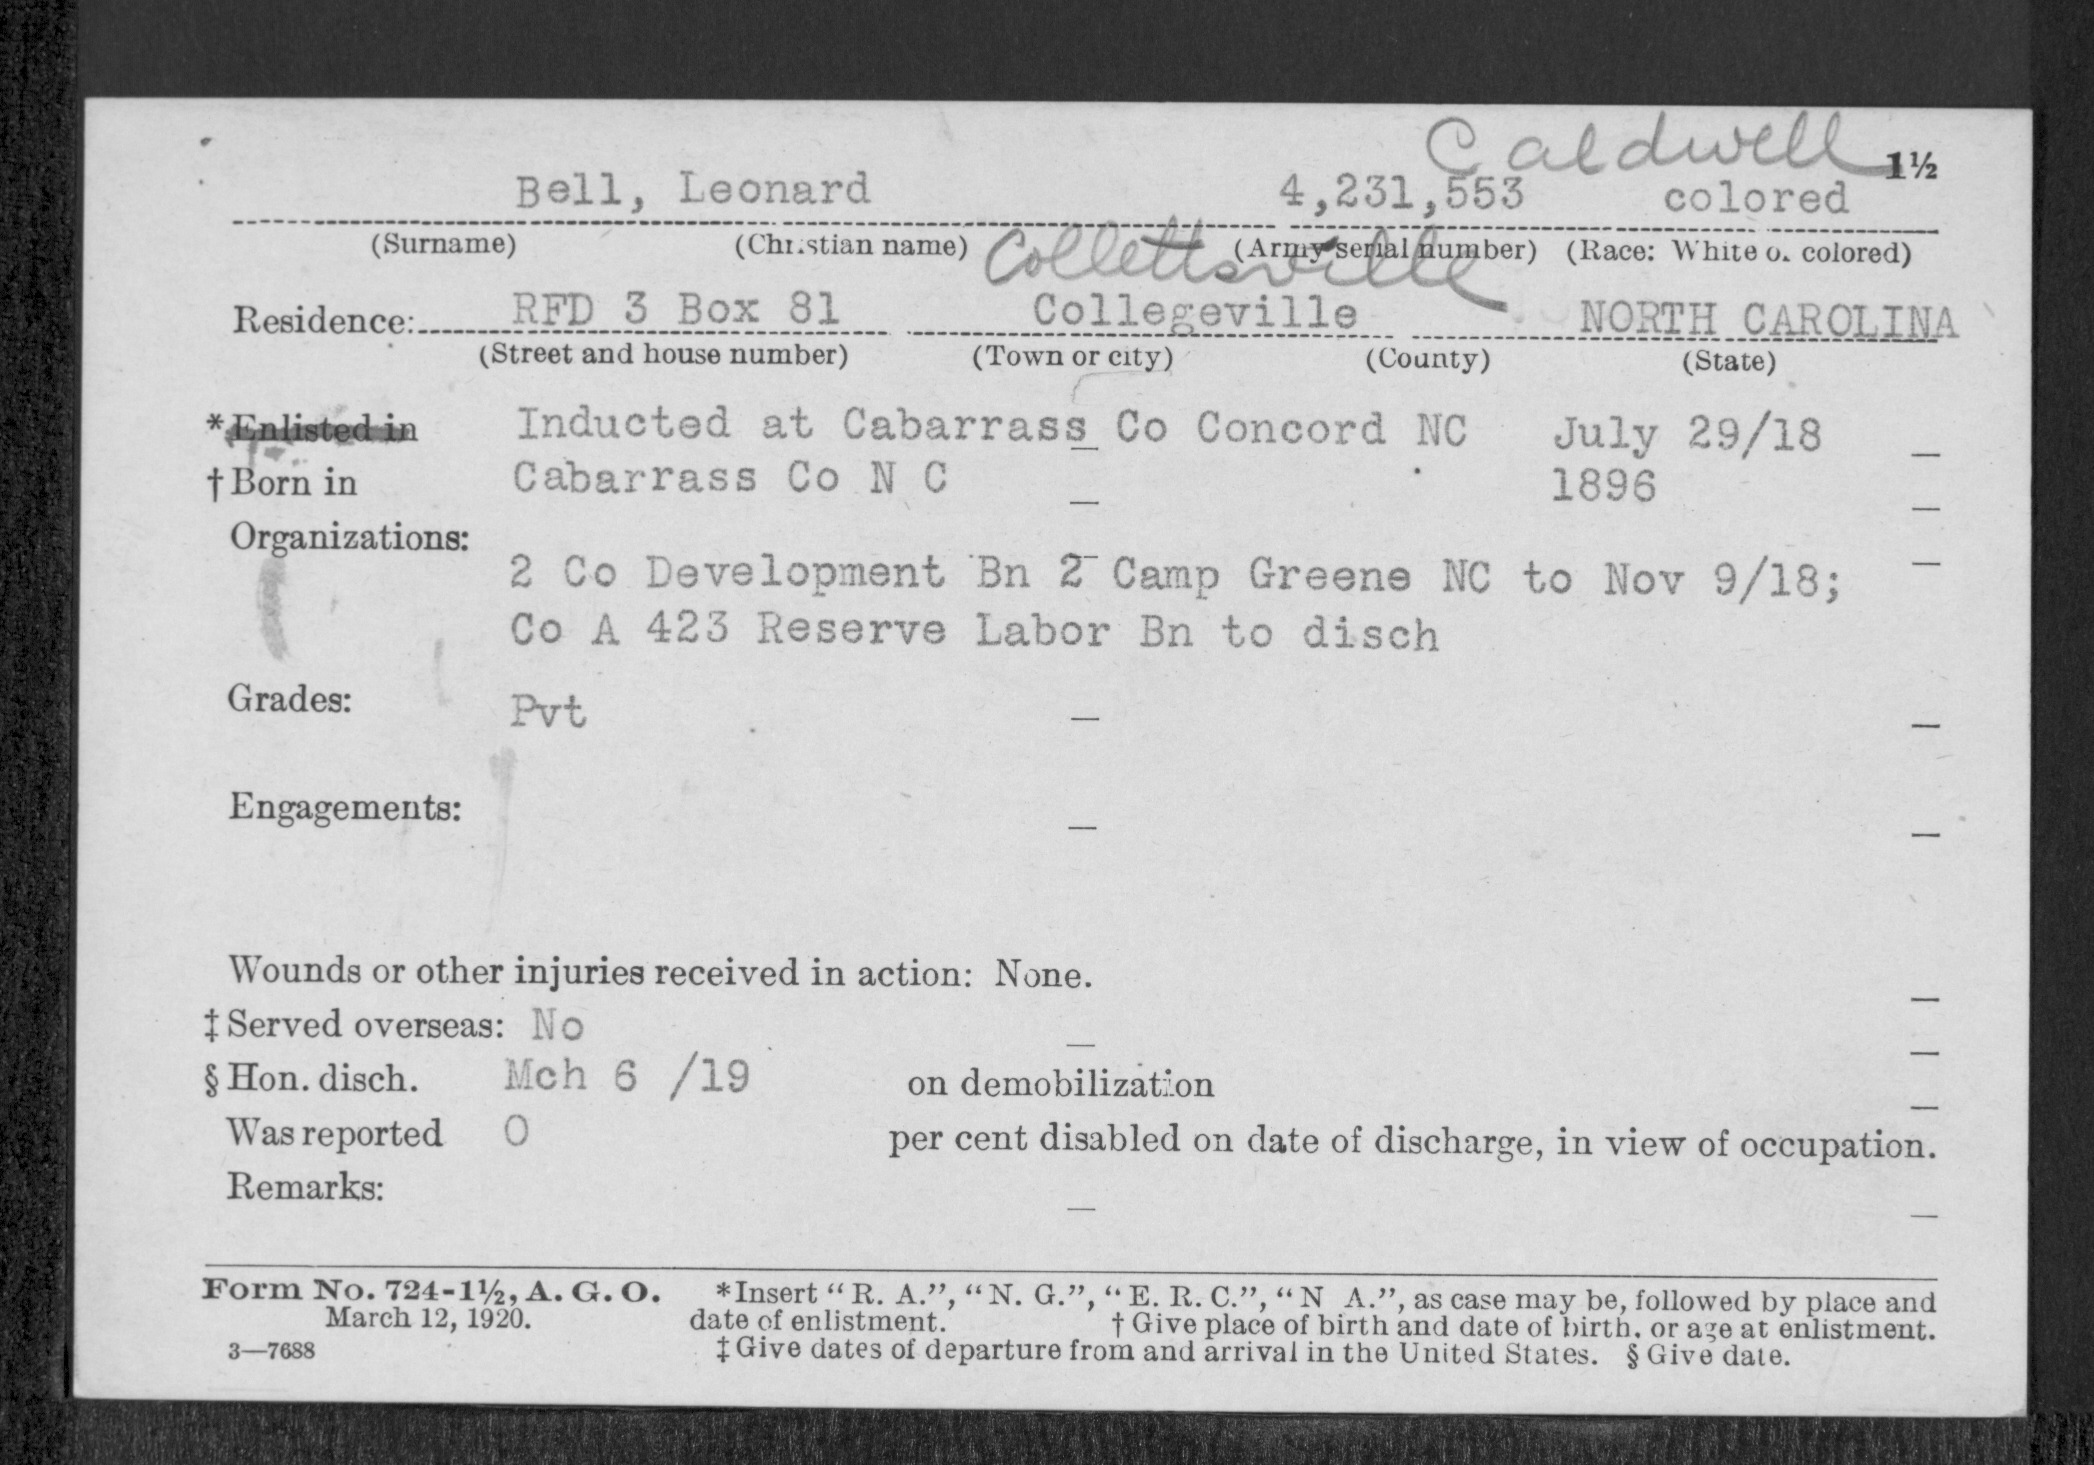 Caldwell
1½
Bell, Leonard 4,231,553 colored
(Surname) (Christian name) (Army serial number) (Race: White or colored)
Collettsville
Residence: RFD 3 Box 81 Collegeville NORTH CAROLINA
(Street and house number) (Town or city) (County) (State)
*Enlisted in Inducted at Cabarrass Co Concord NC July 29/18
†Born in Cabarrass Co N C 1896
Organizations:
2 Co Development Bn 2 Camp Greene NC to Nov 9/18;
Co A 423 Reserve Labor Bn to disch
Grades: Pvt
Engagements:
Wounds or other injuries received in action: None.
‡Served overseas: No
§Hon. disch. Mch 6 /19 on demobilization
Was reported 0 per cent disabled on date of discharge, in view of occupation.
Remarks:
Form No. 724-1½, A. G. O. *Insert "R. A.", "N. G.", "E. R. C.", "N A.", as case may be, followed by place and
March 12, 1920. date of enlistment. †Give place of birth and date of birth, or age at enlistment.
3—7688 ‡Give dates of departure from and arrival in the United States. §Give date.